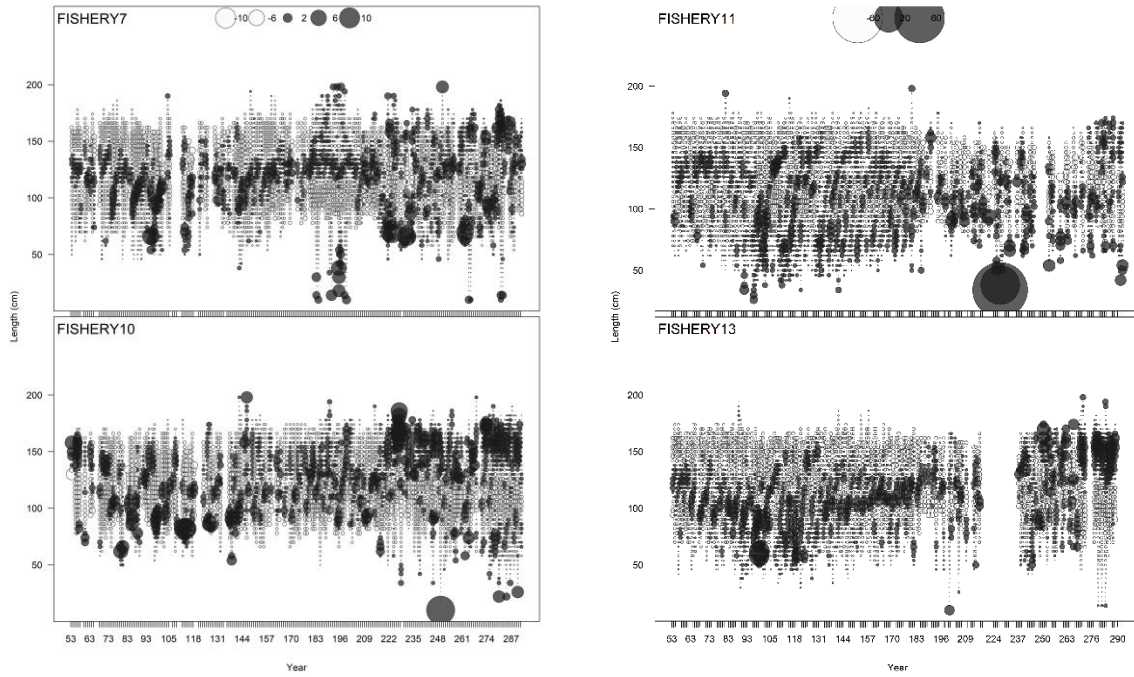 FISHERY7
-10 -6 2 6 10
200
150
100
50
Length (cm)
FISHERY10
200
150
100
50
53 63 73 83 93 105 118 131 144 157 170 183 196 209 222 235 248 261 274 287
Year
FISHERY11
-60 20 60
200
150
100
50
Length (cm)
FISHERY13
200
150
100
50
53 63 73 83 93 105 118 131 144 157 170 183 196 209 224 237 250 263 276 290
Year